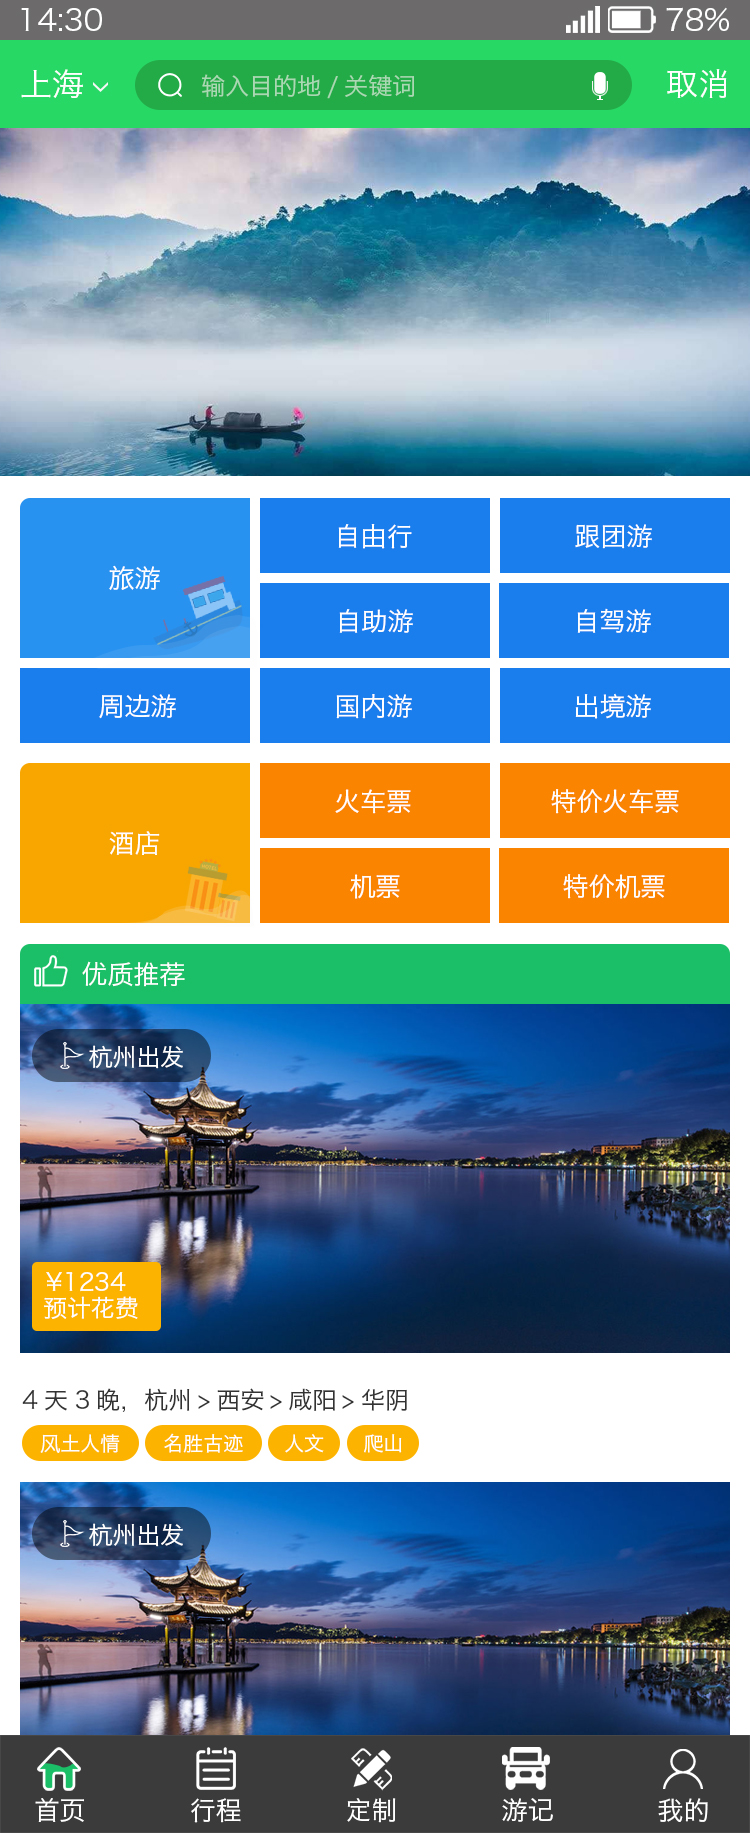 14:30 78%
上海 输入目的地 / 关键词 取消
旅游
自由行 跟团游
自助游 自驾游
周边游 国内游 出境游
酒店
火车票 特价火车票
机票 特价机票
优质推荐
杭州出发
¥1234
预计花费
4 天 3 晚，杭州 > 西安 > 咸阳 > 华阴
风土人情 名胜古迹 人文 爬山
杭州出发
首页 行程 定制 游记 我的